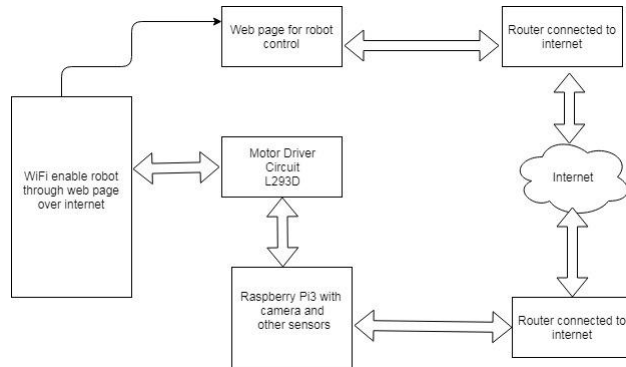 Web page for robot
control
Router connected to
internet
WiFi enable robot
through web page
over internet
Motor Driver
Circuit
L293D
Internet
Raspberry Pi3 with
camera and
other sensors
Router connected to
internet